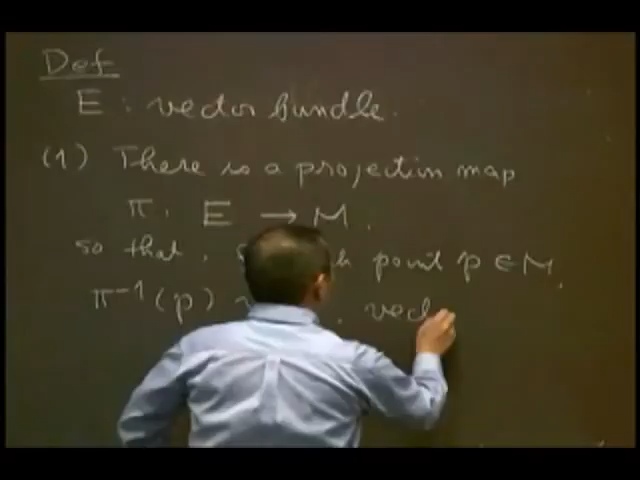 Def
E : vector bundle.
(1) There is a projection map
π. E → M.
so that, point p ∈ M,
π⁻¹(p)